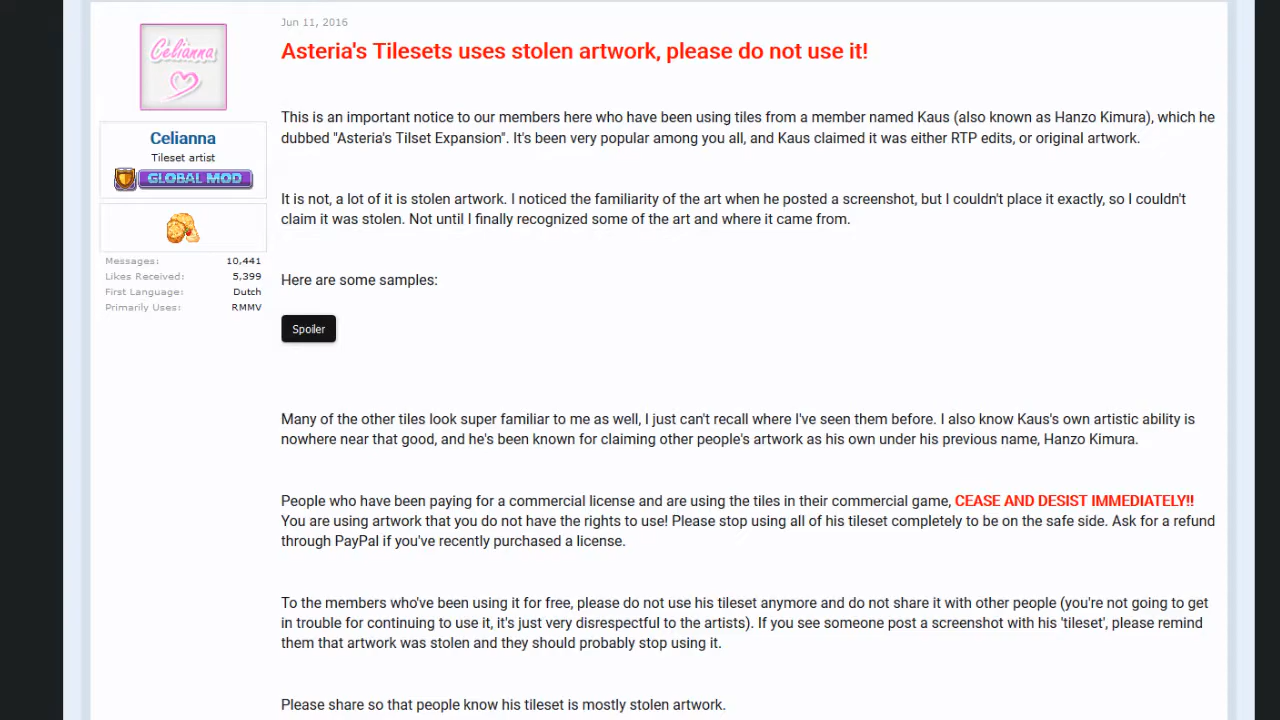 Jun 11, 2016
Celianna
Asteria's Tilesets uses stolen artwork, please do not use it!
Celianna
Tileset artist
GLOBAL MOD
Messages: 10,441
Likes Received: 5,399
First Language: Dutch
Primarily Uses: RMMV
This is an important notice to our members here who have been using tiles from a member named Kaus (also known as Hanzo Kimura), which he
dubbed "Asteria's Tilset Expansion". It's been very popular among you all, and Kaus claimed it was either RTP edits, or original artwork.
It is not, a lot of it is stolen artwork. I noticed the familiarity of the art when he posted a screenshot, but I couldn't place it exactly, so I couldn't
claim it was stolen. Not until I finally recognized some of the art and where it came from.
Here are some samples:
Spoiler
Many of the other tiles look super familiar to me as well, I just can't recall where I've seen them before. I also know Kaus's own artistic ability is
nowhere near that good, and he's been known for claiming other people's artwork as his own under his previous name, Hanzo Kimura.
People who have been paying for a commercial license and are using the tiles in their commercial game, CEASE AND DESIST IMMEDIATELY!!
You are using artwork that you do not have the rights to use! Please stop using all of his tileset completely to be on the safe side. Ask for a refund
through PayPal if you've recently purchased a license.
To the members who've been using it for free, please do not use his tileset anymore and do not share it with other people (you're not going to get
in trouble for continuing to use it, it's just very disrespectful to the artists). If you see someone post a screenshot with his 'tileset', please remind
them that artwork was stolen and they should probably stop using it.
Please share so that people know his tileset is mostly stolen artwork.